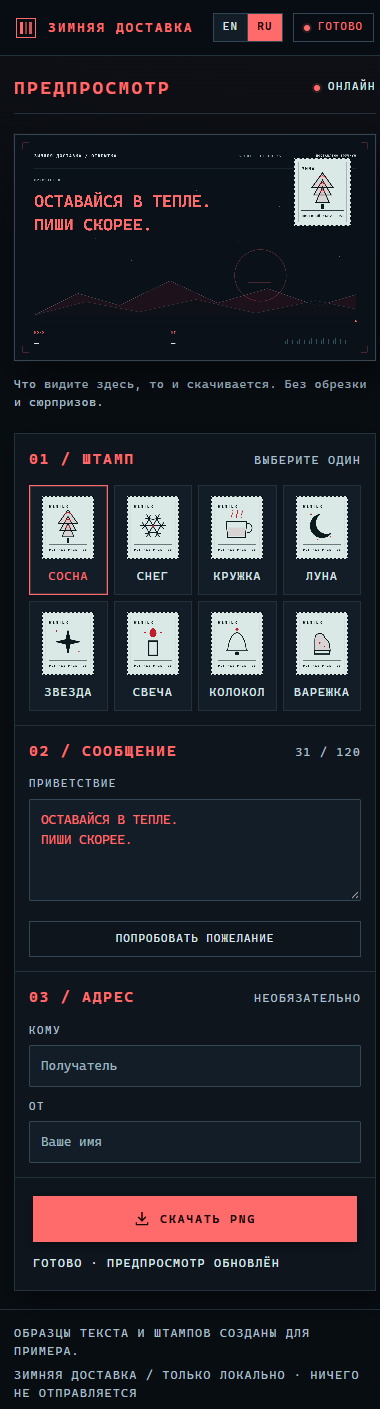 ЗИМНЯЯ ДОСТАВКА
EN
RU
ГОТОВО
ПРЕДПРОСМОТР
ОНЛАЙН
ЗИМНЯЯ ДОСТАВКА / ОТКРЫТКА
ОСТАВАЙСЯ В ТЕПЛЕ.
ПИШИ СКОРЕЕ.
Что видите здесь, то и скачивается. Без обрезки
и сюрпризов.
01 / ШТАМП
ВЫБЕРИТЕ ОДИН
СОСНА
СНЕГ
КРУЖКА
ЛУНА
ЗВЕЗДА
СВЕЧА
КОЛОКОЛ
ВАРЕЖКА
02 / СООБЩЕНИЕ
31 / 120
ПРИВЕТСТВИЕ
ОСТАВАЙСЯ В ТЕПЛЕ.
ПИШИ СКОРЕЕ.
ПОПРОБОВАТЬ ПОЖЕЛАНИЕ
03 / АДРЕС
НЕОБЯЗАТЕЛЬНО
КОМУ
Получатель
ОТ
Ваше имя
СКАЧАТЬ PNG
ГОТОВО · ПРЕДПРОСМОТР ОБНОВЛЁН
ОБРАЗЦЫ ТЕКСТА И ШТАМПОВ СОЗДАНЫ ДЛЯ
ПРИМЕРА.
ЗИМНЯЯ ДОСТАВКА / ТОЛЬКО ЛОКАЛЬНО · НИЧЕГО
НЕ ОТПРАВЛЯЕТСЯ